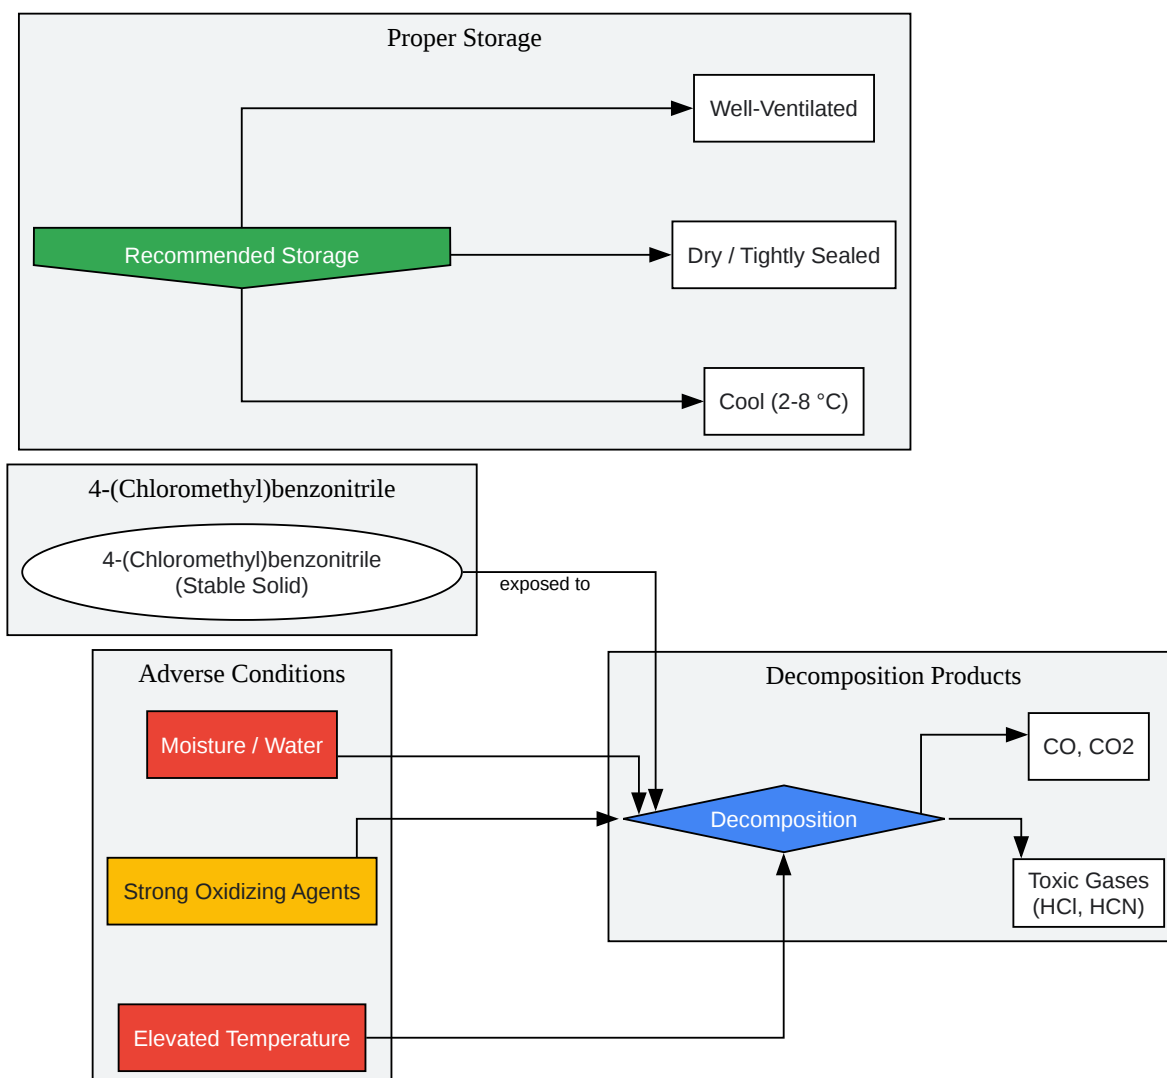 Proper Storage
Well-Ventilated
Recommended Storage
Dry / Tightly Sealed
Cool (2-8 °C)
4-(Chloromethyl)benzonitrile
4-(Chloromethyl)benzonitrile
(Stable Solid)
exposed to
Adverse Conditions
Moisture / Water
Strong Oxidizing Agents
Elevated Temperature
Decomposition Products
Decomposition
CO, CO2
Toxic Gases
(HCl, HCN)